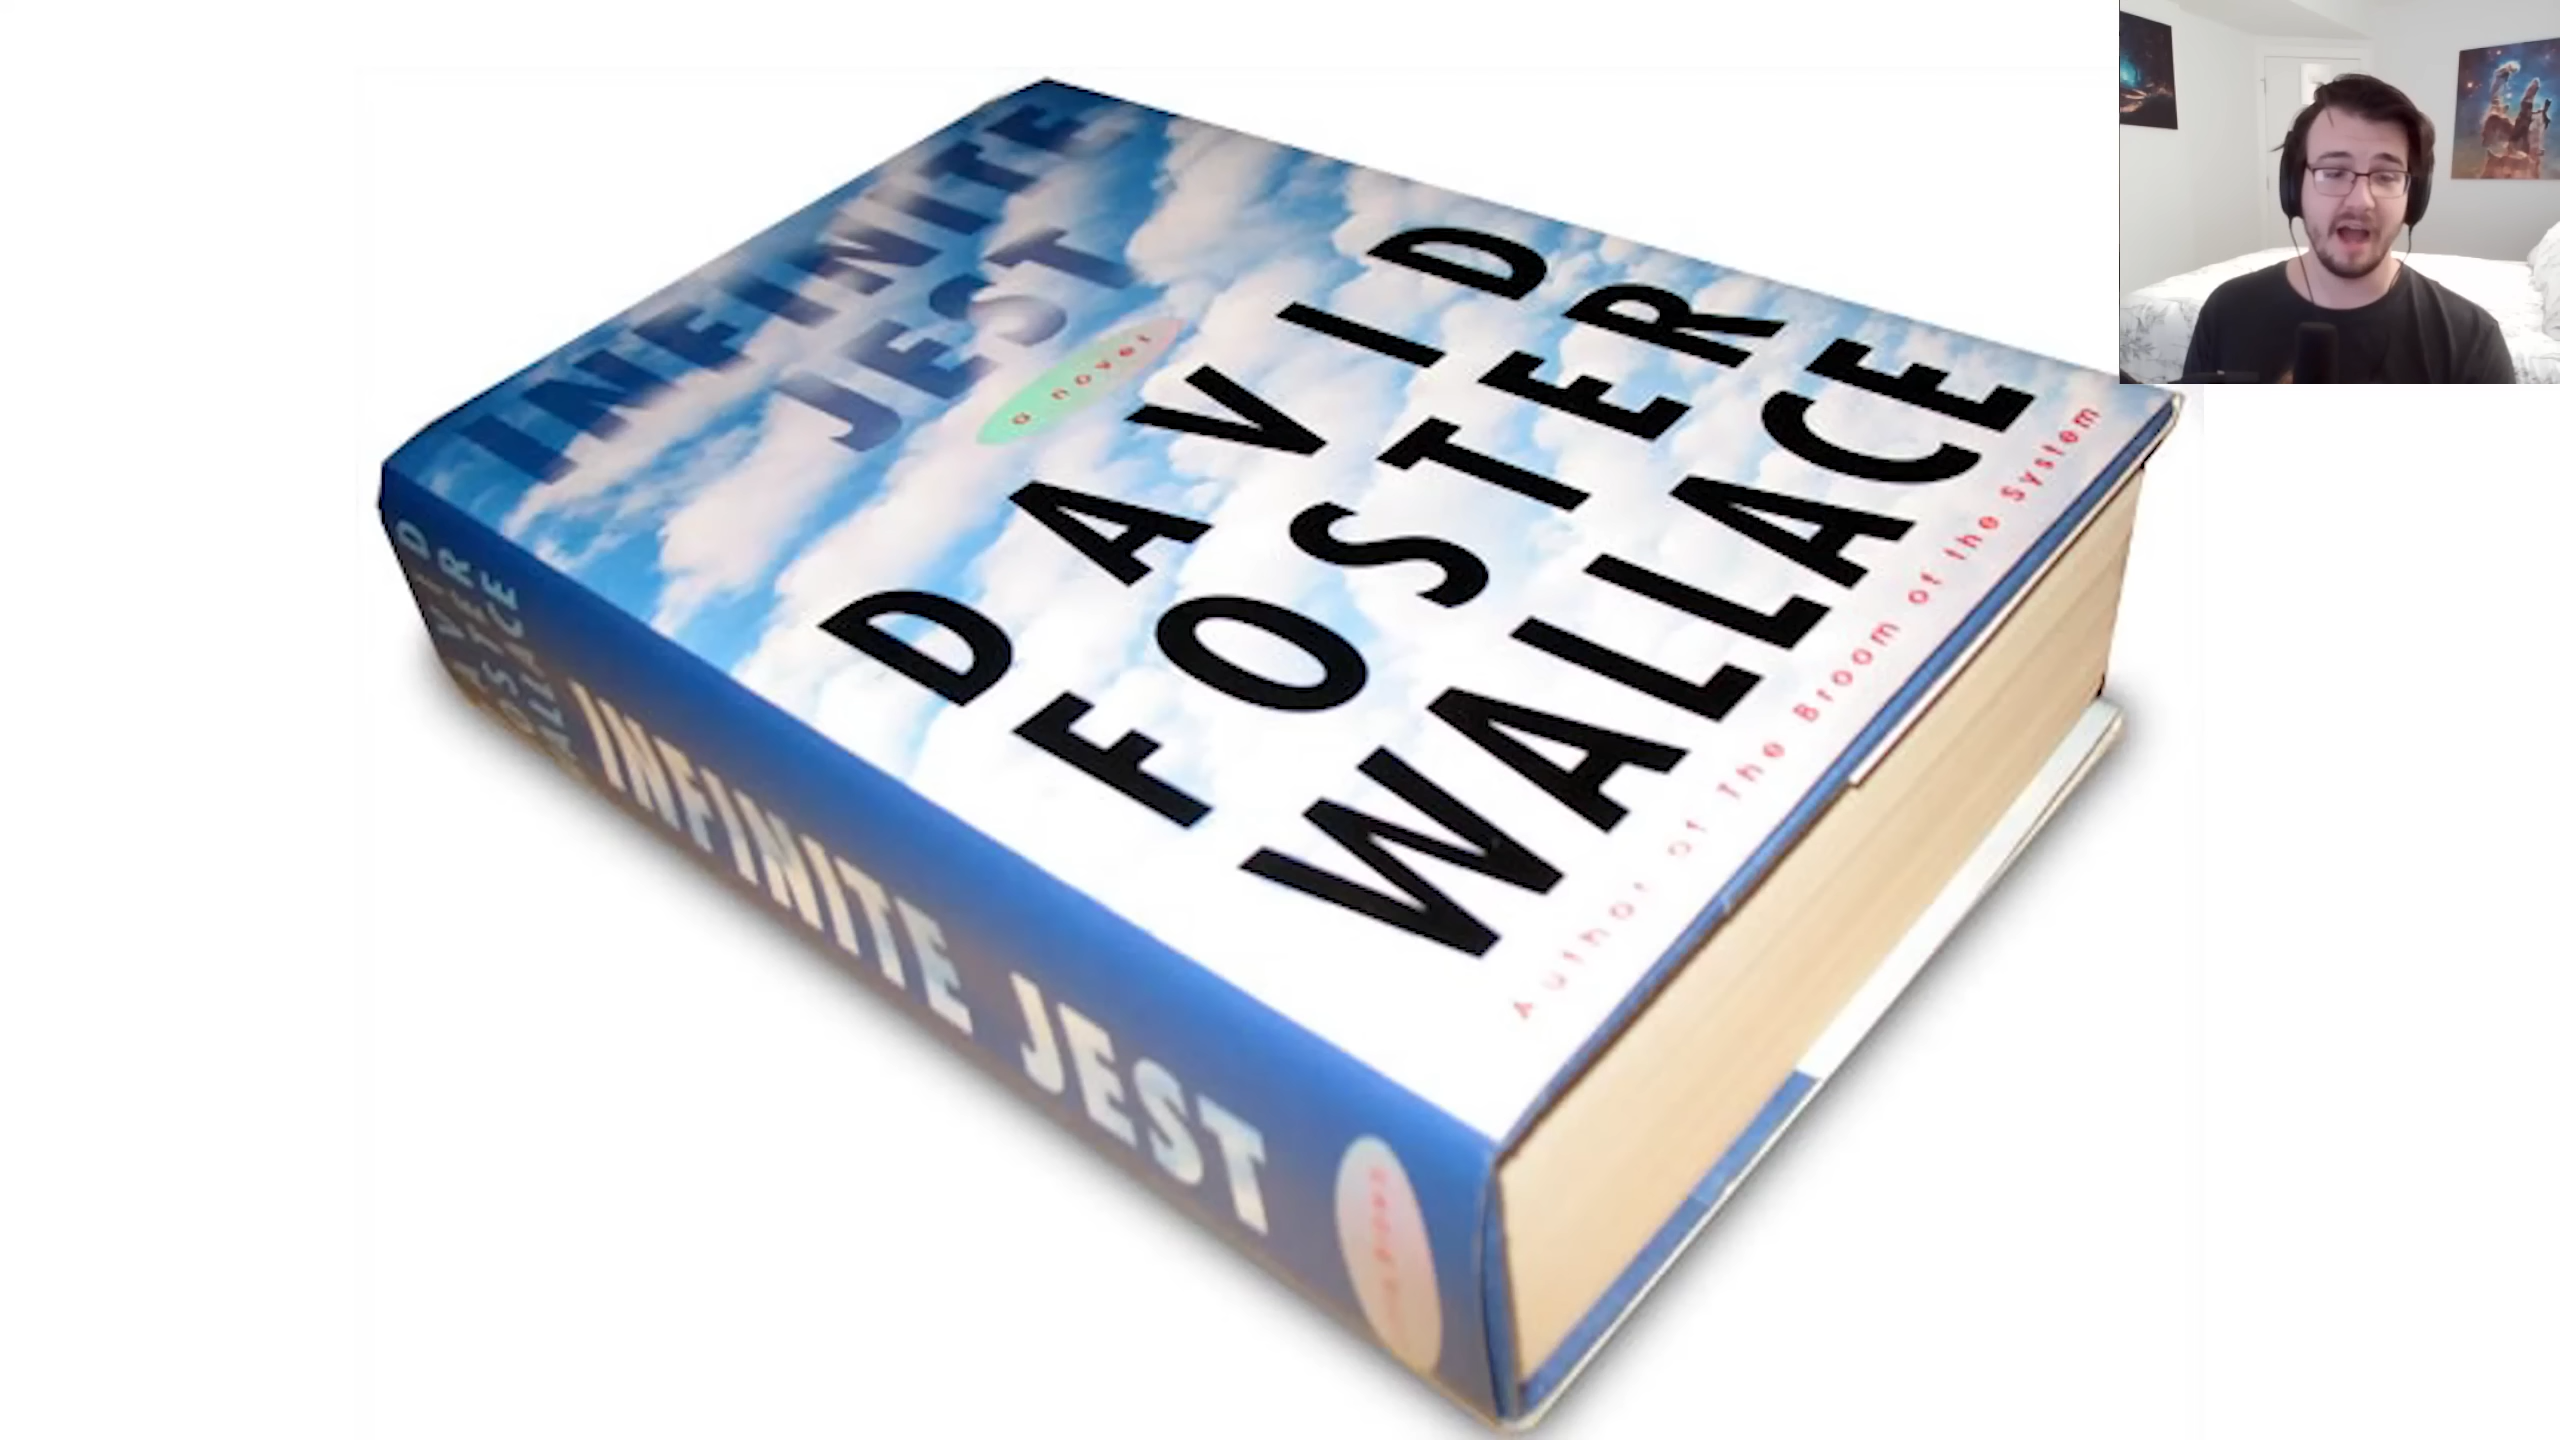 INFINITE
JEST
a novel
DAVID
FOSTER
WALLACE
Author of The Broom of the System
DAVID
FOSTER
WALLACE
INFINITE JEST